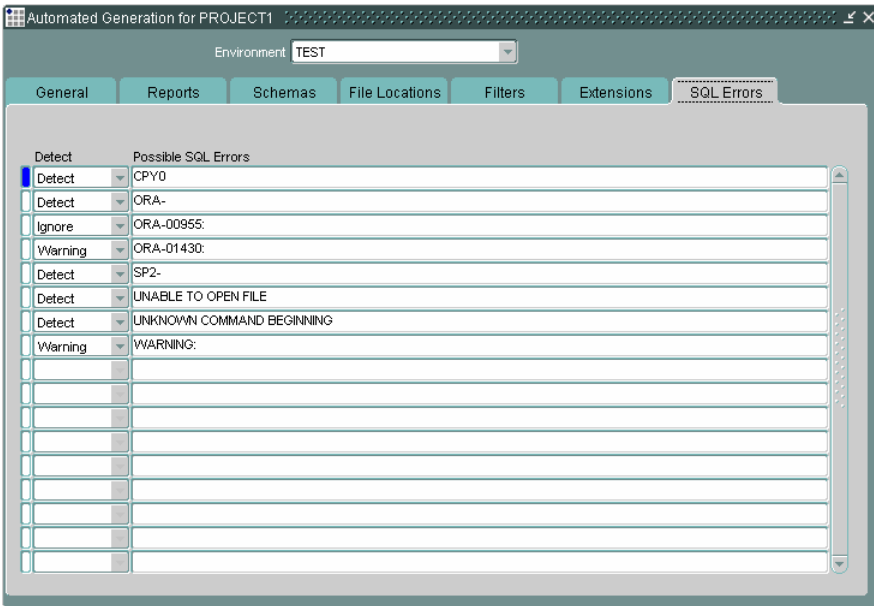 Automated Generation for PROJECT1
Environment TEST
General Reports Schemas File Locations Filters Extensions SQL Errors
Detect Possible SQL Errors
Detect CPY0
Detect ORA-
Ignore ORA-00955:
Warning ORA-01430:
Detect SP2-
Detect UNABLE TO OPEN FILE
Detect UNKNOWN COMMAND BEGINNING
Warning WARNING: